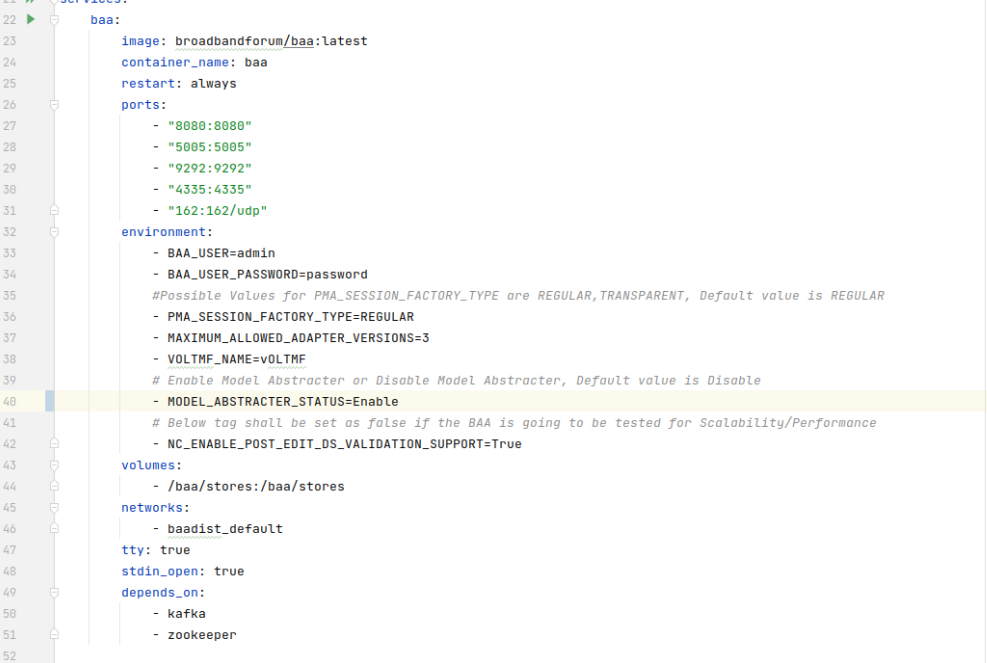 21 services:
22 baa:
23 image: broadbandforum/baa:latest
24 container_name: baa
25 restart: always
26 ports:
27 - "8080:8080"
28 - "5005:5005"
29 - "9292:9292"
30 - "4335:4335"
31 - "162:162/udp"
32 environment:
33 - BAA_USER=admin
34 - BAA_USER_PASSWORD=password
35 #Possible Values for PMA_SESSION_FACTORY_TYPE are REGULAR,TRANSPARENT, Default value is REGULAR
36 - PMA_SESSION_FACTORY_TYPE=REGULAR
37 - MAXIMUM_ALLOWED_ADAPTER_VERSIONS=3
38 - VOLTMF_NAME=vOLTMF
39 # Enable Model Abstracter or Disable Model Abstracter, Default value is Disable
40 - MODEL_ABSTRACTER_STATUS=Enable
41 # Below tag shall be set as false if the BAA is going to be tested for Scalability/Performance
42 - NC_ENABLE_POST_EDIT_DS_VALIDATION_SUPPORT=True
43 volumes:
44 - /baa/stores:/baa/stores
45 networks:
46 - baadist_default
47 tty: true
48 stdin_open: true
49 depends_on:
50 - kafka
51 - zookeeper
52